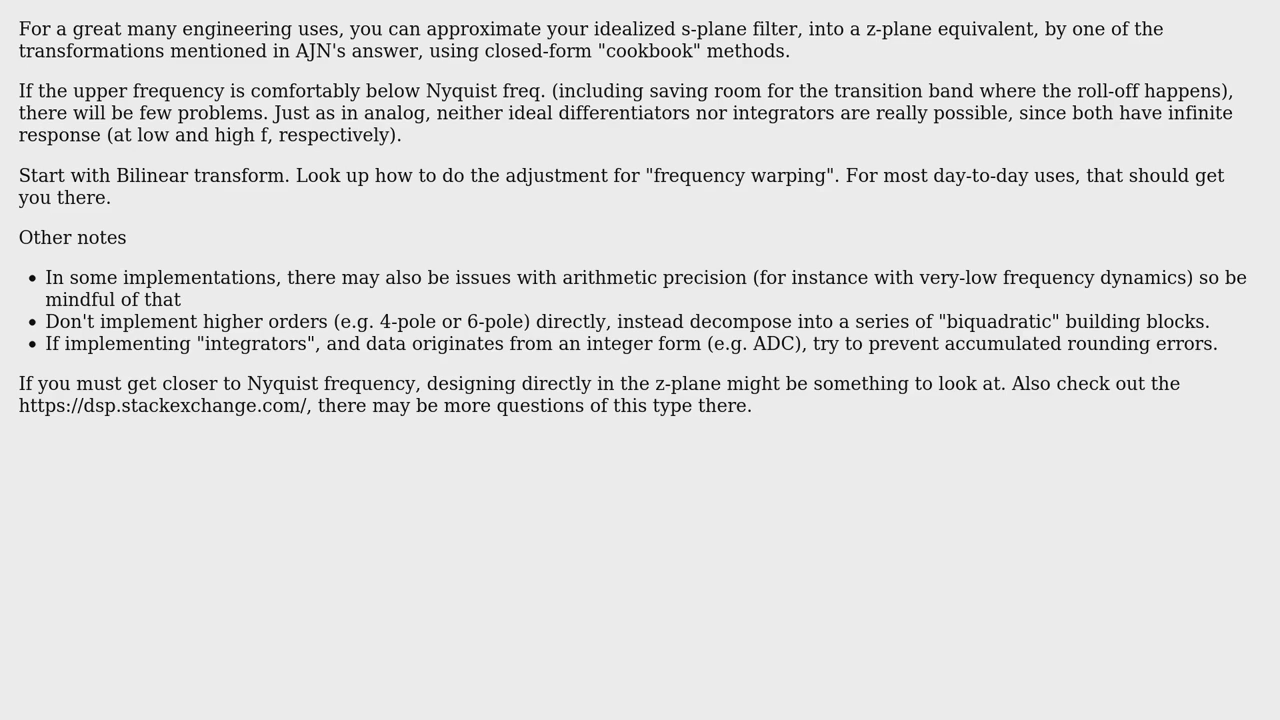 For a great many engineering uses, you can approximate your idealized s-plane filter, into a z-plane equivalent, by one of the
transformations mentioned in AJN's answer, using closed-form "cookbook" methods.
If the upper frequency is comfortably below Nyquist freq. (including saving room for the transition band where the roll-off happens),
there will be few problems. Just as in analog, neither ideal differentiators nor integrators are really possible, since both have infinite
response (at low and high f, respectively).
Start with Bilinear transform. Look up how to do the adjustment for "frequency warping". For most day-to-day uses, that should get
you there.
Other notes
• In some implementations, there may also be issues with arithmetic precision (for instance with very-low frequency dynamics) so be
mindful of that
• Don't implement higher orders (e.g. 4-pole or 6-pole) directly, instead decompose into a series of "biquadratic" building blocks.
• If implementing "integrators", and data originates from an integer form (e.g. ADC), try to prevent accumulated rounding errors.
If you must get closer to Nyquist frequency, designing directly in the z-plane might be something to look at. Also check out the
https://dsp.stackexchange.com/, there may be more questions of this type there.